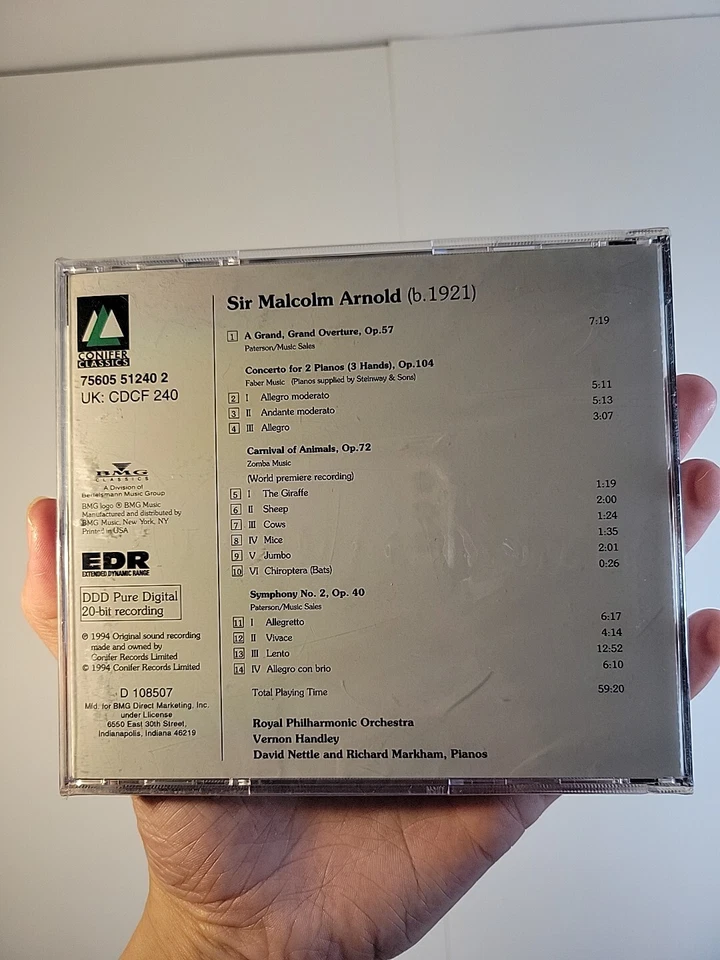 CONIFER
CLASSICS
75605 51240 2
UK: CDCF 240
BMG
CLASSICS
A Division of
Bertelsmann Music Group
BMG logo ® BMG Music
Manufactured and distributed by
BMG Music, New York, NY
Printed in USA
EDR
EXTENDED DYNAMIC RANGE
DDD Pure Digital
20-bit recording
℗ 1994 Original sound recording
made and owned by
Conifer Records Limited
© 1994 Conifer Records Limited
D 108507
Mfd. for BMG Direct Marketing, Inc.
under License
6550 East 30th Street,
Indianapolis, Indiana 46219
Sir Malcolm Arnold (b.1921)
1 A Grand, Grand Overture, Op.57 7:19
Paterson/Music Sales
Concerto for 2 Pianos (3 Hands), Op.104
Faber Music (Pianos supplied by Steinway & Sons)
2 I Allegro moderato 5:11
3 II Andante moderato 5:13
4 III Allegro 3:07
Carnival of Animals, Op.72
Zomba Music
(World premiere recording)
5 I The Giraffe 1:19
6 II Sheep 2:00
7 III Cows 1:24
8 IV Mice 1:35
9 V Jumbo 2:01
10 VI Chiroptera (Bats) 0:26
Symphony No. 2, Op. 40
Paterson/Music Sales
11 I Allegretto 6:17
12 II Vivace 4:14
13 III Lento 12:52
14 IV Allegro con brio 6:10
Total Playing Time 59:20
Royal Philharmonic Orchestra
Vernon Handley
David Nettle and Richard Markham, Pianos